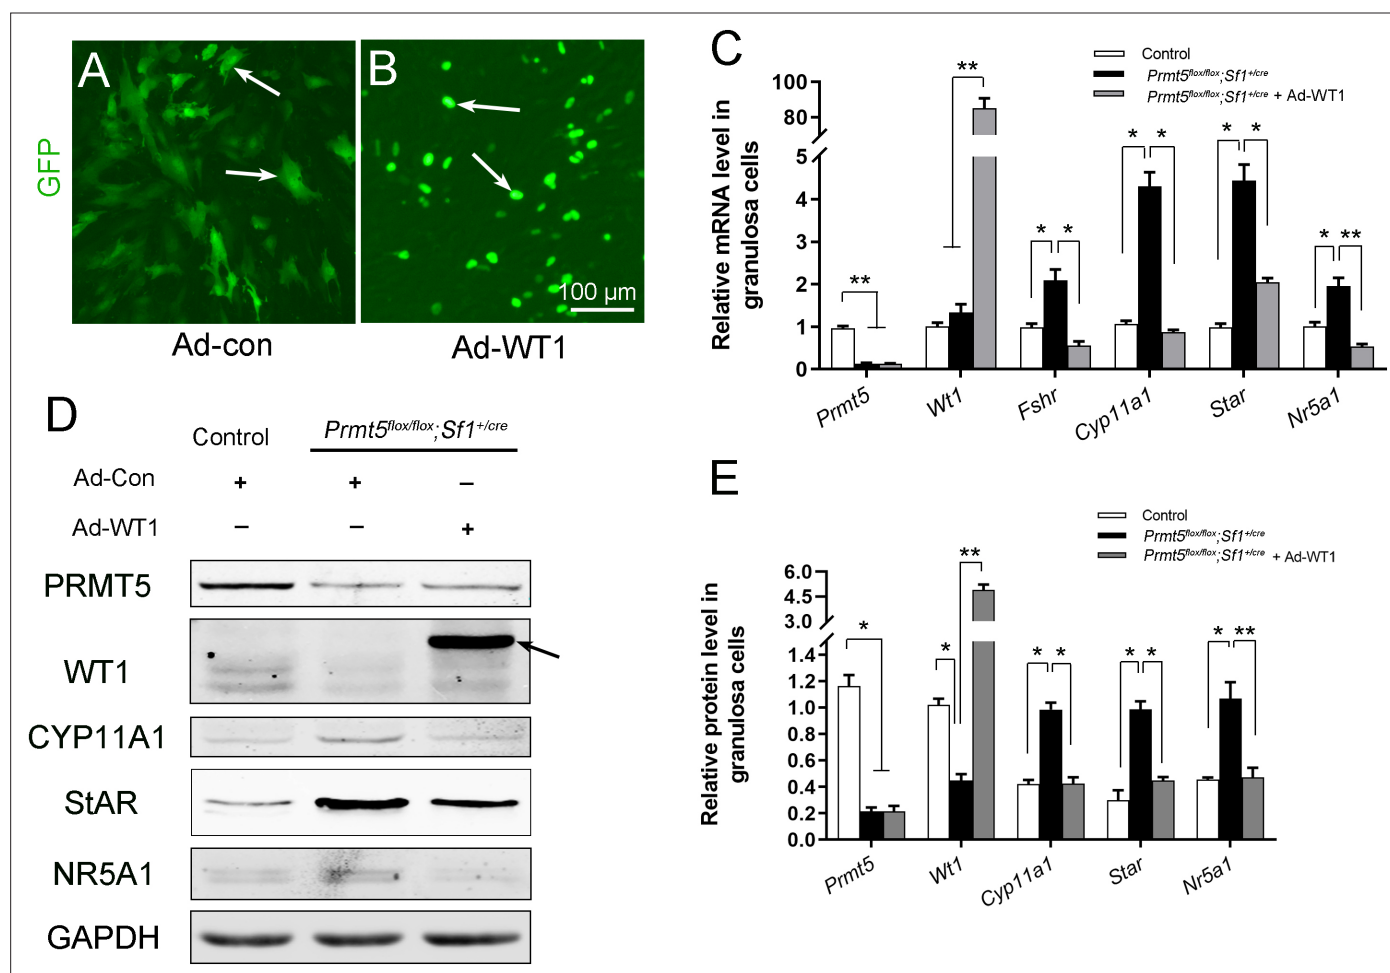 A
B
GFP
100 µm
Ad-con
Ad-WT1
C
Control
Prmt5flox/flox;Sf1+/cre
Prmt5flox/flox;Sf1+/cre + Ad-WT1
Relative mRNA level in
granulosa cells
100
80
5
4
3
2
1
0
**
**
*
*
*
*
*
*
*
**
Prmt5
Wt1
Fshr
Cyp11a1
Star
Nr5a1
D
Control
Prmt5flox/flox;Sf1+/cre
Ad-Con + + –
Ad-WT1 – – +
PRMT5
WT1
CYP11A1
StAR
NR5A1
GAPDH
E
Control
Prmt5flox/flox;Sf1+/cre
Prmt5flox/flox;Sf1+/cre + Ad-WT1
Relative protein level in
granulosa cells
6.0
4.5
3.0
1.4
1.2
1.0
0.8
0.6
0.4
0.2
0.0
*
*
**
*
*
*
*
*
**
Prmt5
Wt1
Cyp11a1
Star
Nr5a1